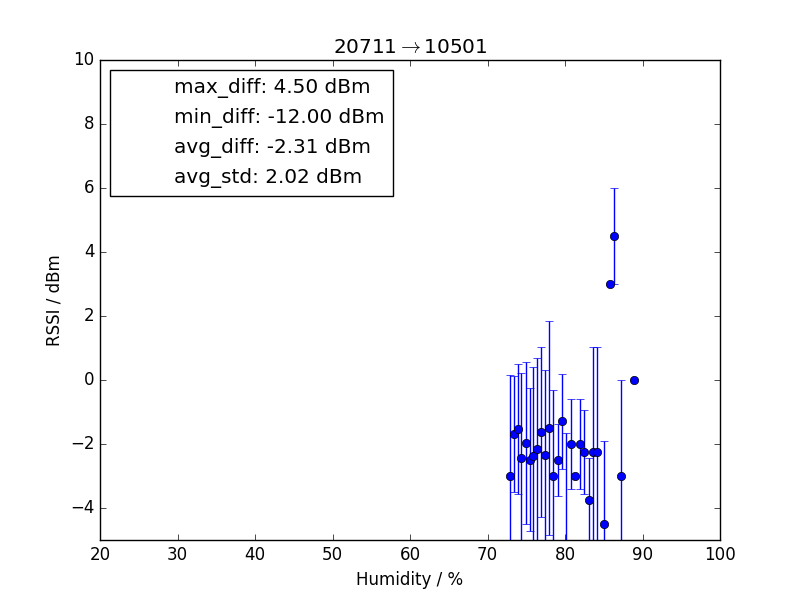 20711→10501
max_diff: 4.50 dBm
min_diff: -12.00 dBm
avg_diff: -2.31 dBm
avg_std: 2.02 dBm
RSSI / dBm
10
8
6
4
2
0
−2
−4
20 30 40 50 60 70 80 90 100
Humidity / %